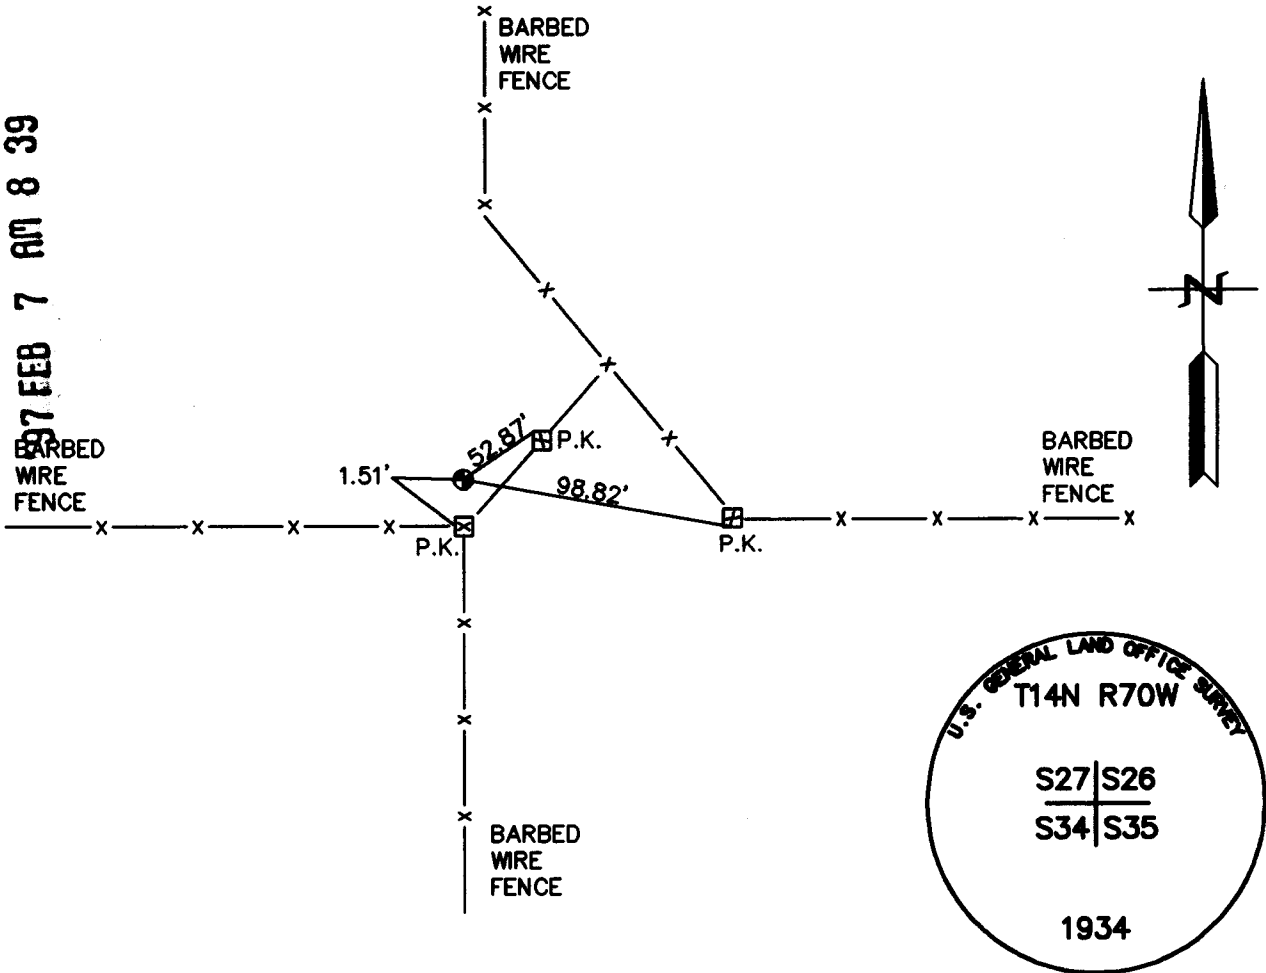 BARBED
WIRE
FENCE
97 FEB 7 AM 8 39
N
BARBED
WIRE
FENCE
52.87'
P.K.
1.51'
98.82'
BARBED
WIRE
FENCE
P.K.
P.K.
BARBED
WIRE
FENCE
U.S. GENERAL LAND OFFICE SURVEY
T14N R70W
S27 S26
S34 S35
1934